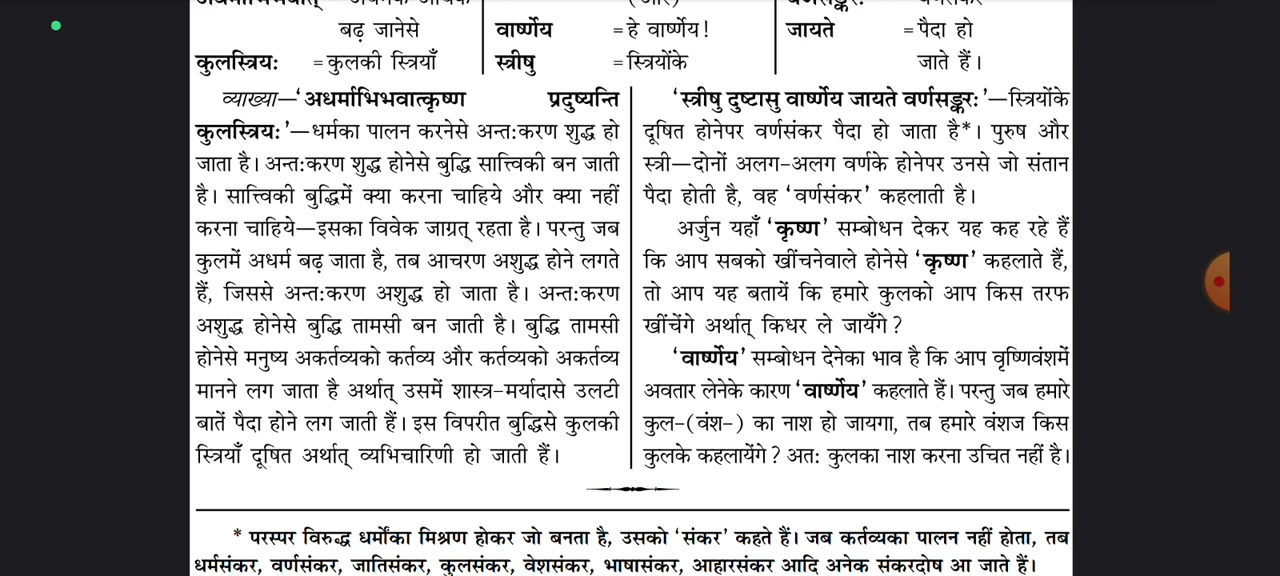 बढ़ जानेसे
कुलस्त्रियः = कुलकी स्त्रियाँ
वार्ष्णेय = हे वार्ष्णेय!
स्त्रीषु = स्त्रियोंके
जायते = पैदा हो
जाते हैं।
व्याख्या—‘अधर्माभिभवात्कृष्ण प्रदुष्यन्ति
कुलस्त्रियः’—धर्मका पालन करनेसे अन्तःकरण शुद्ध हो
जाता है। अन्तःकरण शुद्ध होनेसे बुद्धि सात्त्विकी बन जाती
है। सात्त्विकी बुद्धिमें क्या करना चाहिये और क्या नहीं
करना चाहिये—इसका विवेक जाग्रत् रहता है। परन्तु जब
कुलमें अधर्म बढ़ जाता है, तब आचरण अशुद्ध होने लगते
हैं, जिससे अन्तःकरण अशुद्ध हो जाता है। अन्तःकरण
अशुद्ध होनेसे बुद्धि तामसी बन जाती है। बुद्धि तामसी
होनेसे मनुष्य अकर्तव्यको कर्तव्य और कर्तव्यको अकर्तव्य
मानने लग जाता है अर्थात् उसमें शास्त्र-मर्यादासे उलटी
बातें पैदा होने लग जाती हैं। इस विपरीत बुद्धिसे कुलकी
स्त्रियाँ दूषित अर्थात् व्यभिचारिणी हो जाती हैं।
‘स्त्रीषु दुष्टासु वार्ष्णेय जायते वर्णसङ्करः’—स्त्रियोंके
दूषित होनेपर वर्णसंकर पैदा हो जाता है*। पुरुष और
स्त्री—दोनों अलग-अलग वर्णके होनेपर उनसे जो संतान
पैदा होती है, वह ‘वर्णसंकर’ कहलाती है।
अर्जुन यहाँ ‘कृष्ण’ सम्बोधन देकर यह कह रहे हैं
कि आप सबको खींचनेवाले होनेसे ‘कृष्ण’ कहलाते हैं,
तो आप यह बतायें कि हमारे कुलको आप किस तरफ
खींचेंगे अर्थात् किधर ले जायँगे?
‘वार्ष्णेय’ सम्बोधन देनेका भाव है कि आप वृष्णिवंशमें
अवतार लेनेके कारण ‘वार्ष्णेय’ कहलाते हैं। परन्तु जब हमारे
कुल-(वंश-) का नाश हो जायगा, तब हमारे वंशज किस
कुलके कहलायेंगे? अतः कुलका नाश करना उचित नहीं है।
* परस्पर विरुद्ध धर्मोंका मिश्रण होकर जो बनता है, उसको ‘संकर’ कहते हैं। जब कर्तव्यका पालन नहीं होता, तब
धर्मसंकर, वर्णसंकर, जातिसंकर, कुलसंकर, वेशसंकर, भाषासंकर, आहारसंकर आदि अनेक संकरदोष आ जाते हैं।